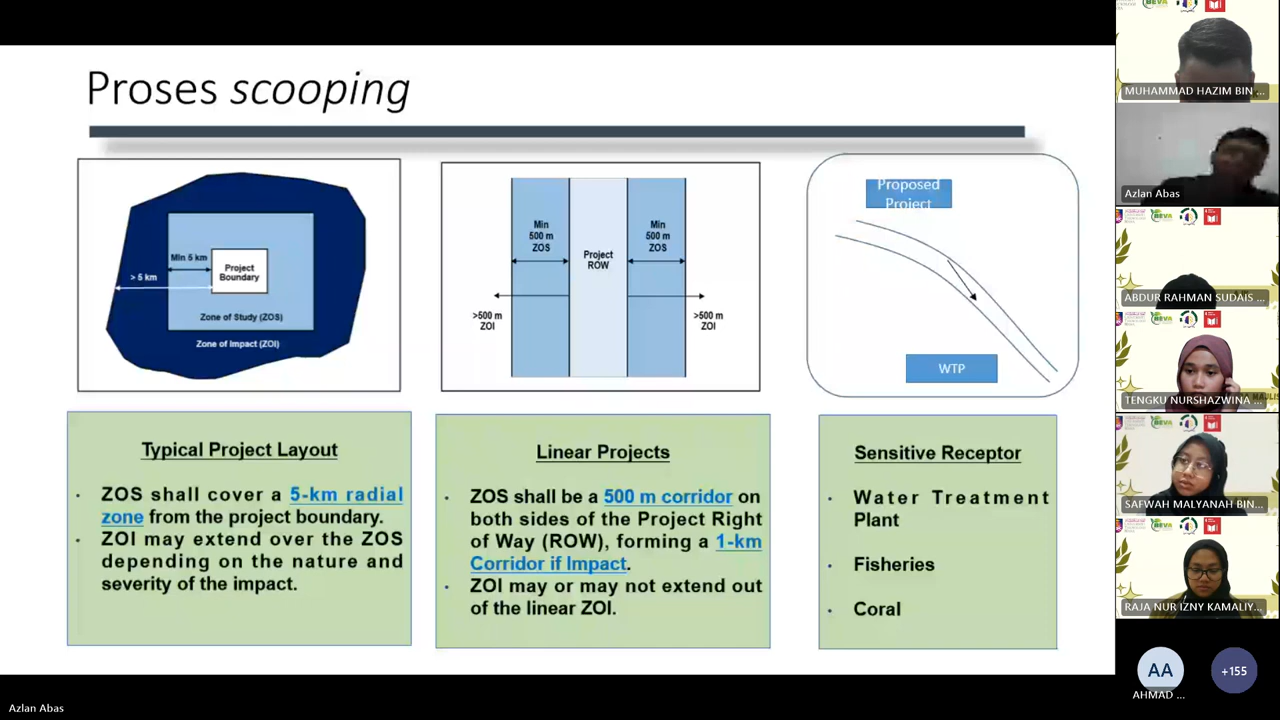 Proses scooping
Min 5 km
> 5 km
Project
Boundary
Zone of Study (ZOS)
Zone of Impact (ZOI)
Min
500 m
ZOS
Project
ROW
Min
500 m
ZOS
>500 m
ZOI
>500 m
ZOI
Proposed
Project
WTP
Typical Project Layout
· ZOS shall cover a 5-km radial
zone from the project boundary.
· ZOI may extend over the ZOS
depending on the nature and
severity of the impact.
Linear Projects
· ZOS shall be a 500 m corridor on
both sides of the Project Right
of Way (ROW), forming a 1-km
Corridor if Impact.
· ZOI may or may not extend out
of the linear ZOI.
Sensitive Receptor
· Water Treatment
Plant
· Fisheries
· Coral
BEVA
MUHAMMAD HAZIM BIN ...
Azlan Abas
BEVA
ABDUR RAHMAN SUDAIS ...
BEVA
TENGKU NURSHAZWINA ...
BEVA
SAFWAH MALYANAH BIN...
BEVA
RAJA NUR IZNY KAMALIY...
AA
AHMAD ...
+155
Azlan Abas